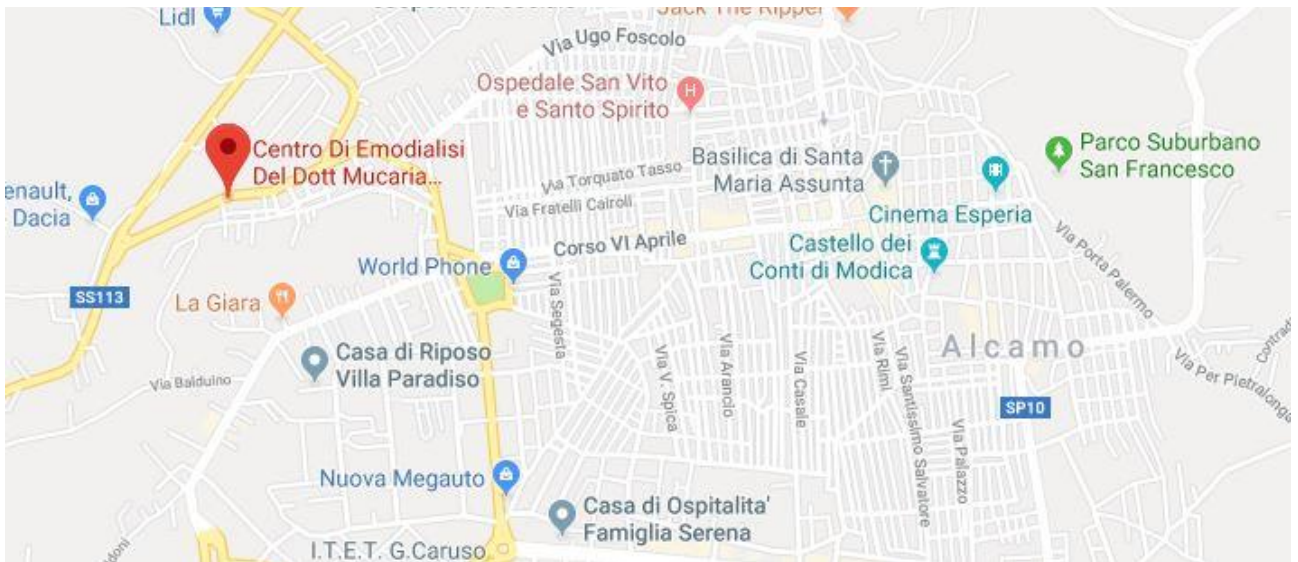 Lidl
Jack The Ripper
Via Ugo Foscolo
Ospedale San Vito
e Santo Spirito
H
Centro Di Emodialisi
Del Dott Mucaria...
Basilica di Santa
Maria Assunta
Parco Suburbano
San Francesco
Via Torquato Tasso
enault,
Dacia
Via Fratelli Cairoli
Cinema Esperia
Corso VI Aprile
Castello dei
Conti di Modica
Via Porta Palermo
World Phone
SS113
La Giara
Via Segesta
Casa di Riposo
Villa Paradiso
Via Balduino
Via V. Spica
Via Arancio
Via Casale
Via Rimi
Via Santissimo Salvatore
Alcamo
Contrad
Via Per Pietralonga
SP10
Via Palazzo
Nuova Megauto
Casa di Ospitalita'
Famiglia Serena
I.T.E.T. G.Caruso